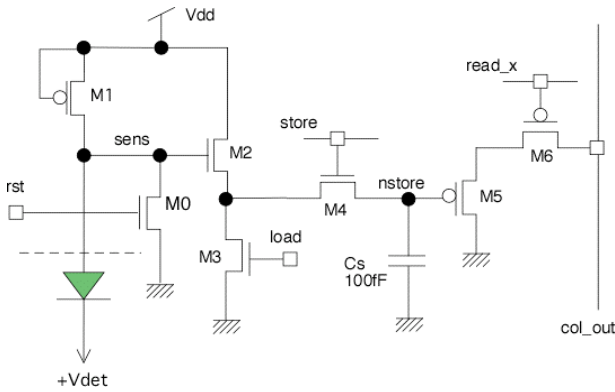 Vdd
read_x
M1
store
sens
M2
M6
nstore
rst
M0
M4
M5
M3
load
Cs
100fF
col_out
+Vdet